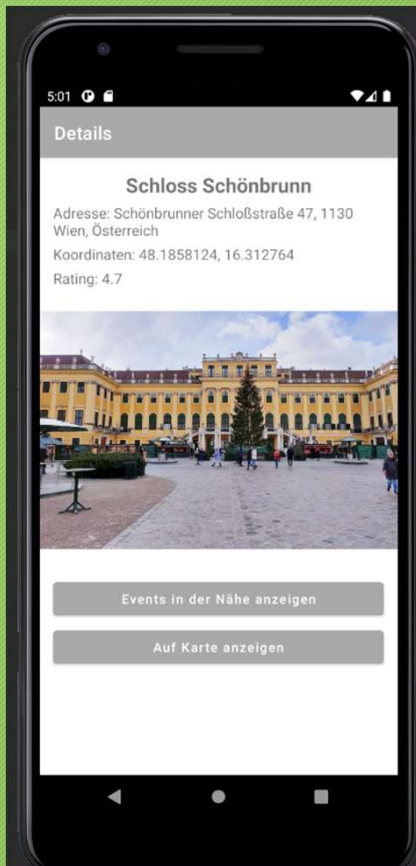 5:01
Details
Schloss Schönbrunn
Adresse: Schönbrunner Schloßstraße 47, 1130
Wien, Österreich
Koordinaten: 48.1858124, 16.312764
Rating: 4.7
Events in der Nähe anzeigen
Auf Karte anzeigen